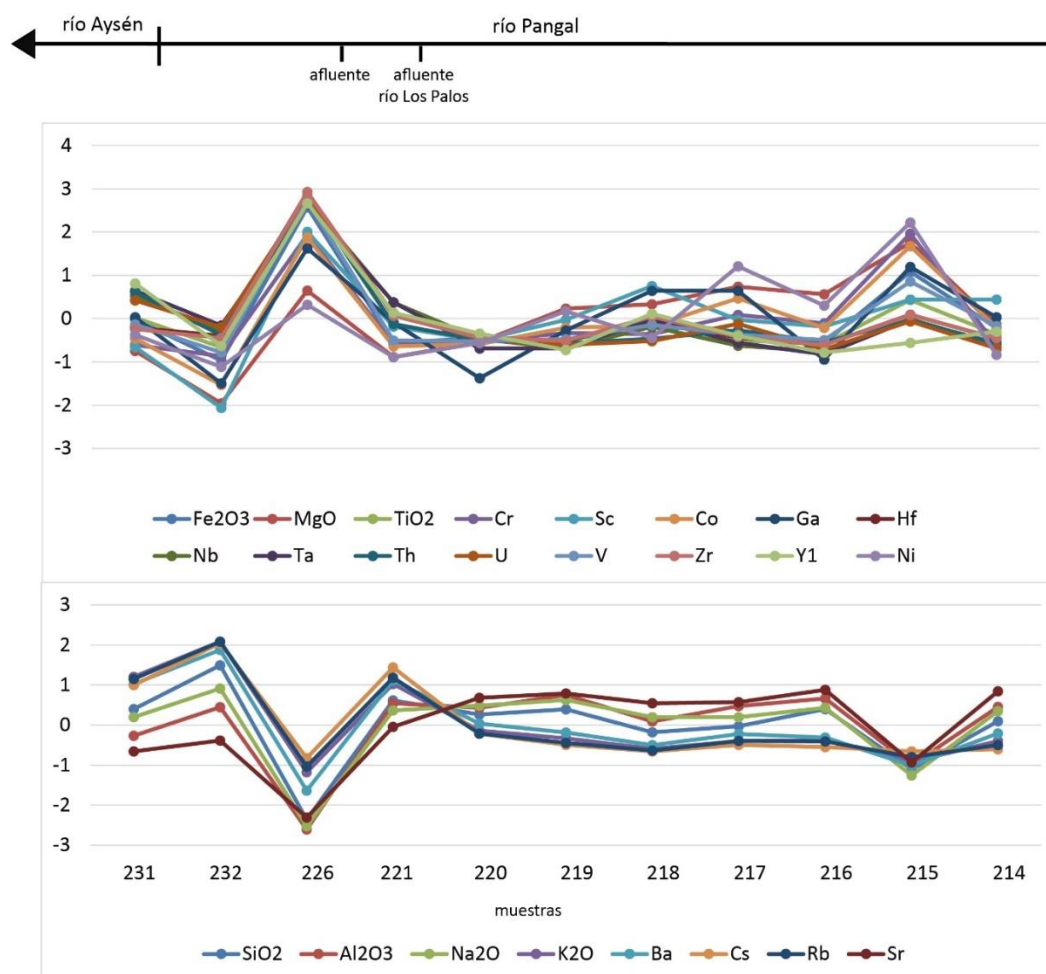 río Aysén río Pangal
afluente afluente
río Los Palos
4
3
2
1
0
-1
-2
-3
Fe2O3 MgO TiO2 Cr Sc Co Ga Hf
Nb Ta Th U V Zr Y1 Ni
3
2
1
0
-1
-2
-3
231 232 226 221 220 219 218 217 216 215 214
muestras
SiO2 Al2O3 Na2O K2O Ba Cs Rb Sr